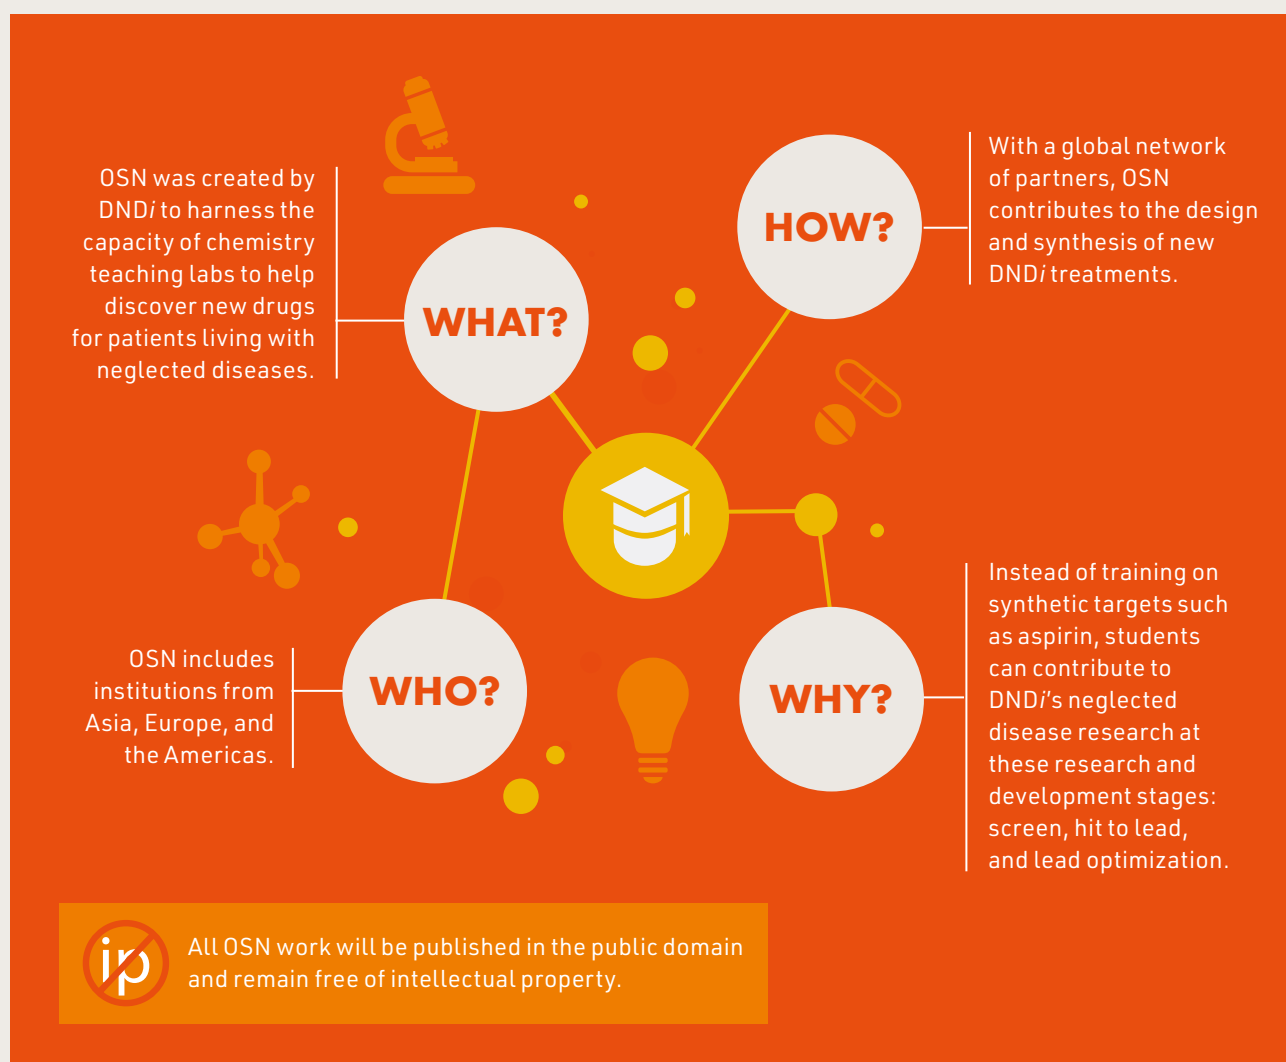 OSN was created by
DNDi to harness the
capacity of chemistry
teaching labs to help
discover new drugs
for patients living with
neglected diseases.
WHAT?
HOW?
With a global network
of partners, OSN
contributes to the design
and synthesis of new
DNDi treatments.
OSN includes
institutions from
Asia, Europe, and
the Americas.
WHO?
WHY?
Instead of training on
synthetic targets such
as aspirin, students
can contribute to
DNDi’s neglected
disease research at
these research and
development stages:
screen, hit to lead,
and lead optimization.
ip
All OSN work will be published in the public domain
and remain free of intellectual property.